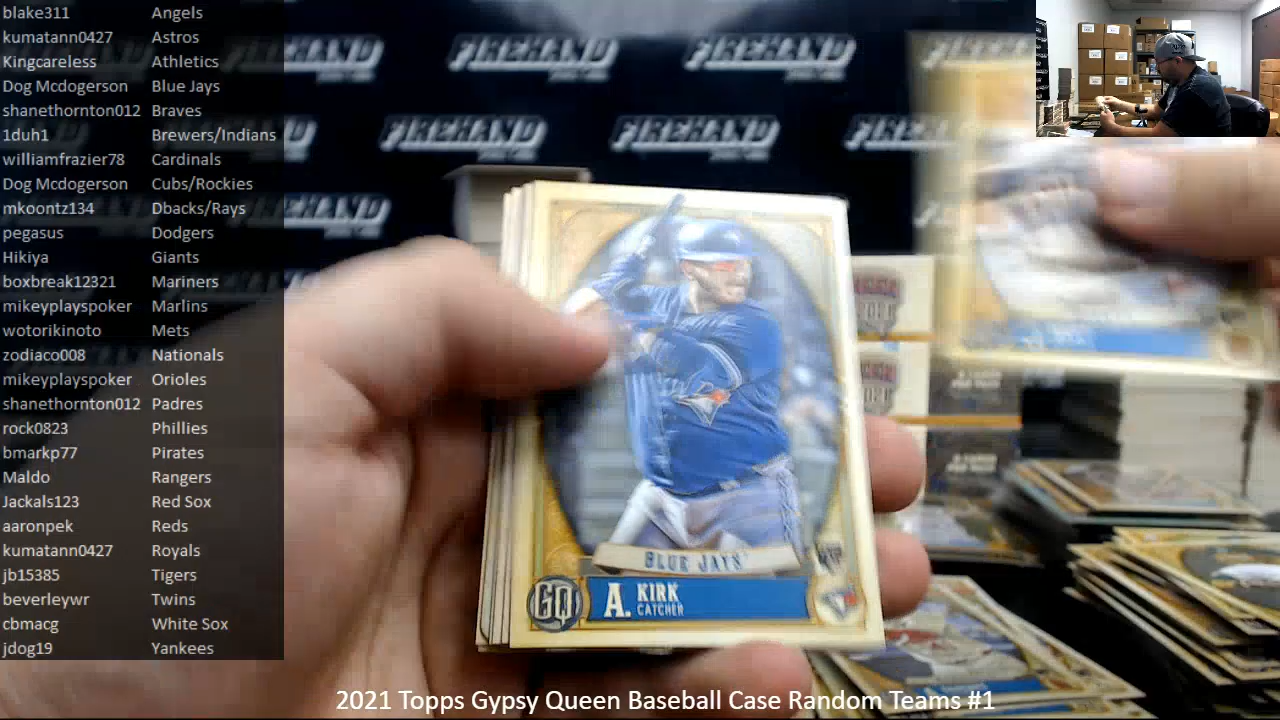 blake311 Angels
kumatann0427 Astros
Kingcareless Athletics
Dog Mcdogerson Blue Jays
shanethornton012 Braves
1duh1 Brewers/Indians
williamfrazier78 Cardinals
Dog Mcdogerson Cubs/Rockies
mkoontz134 Dbacks/Rays
pegasus Dodgers
Hikiya Giants
boxbreak12321 Mariners
mikeyplayspoker Marlins
wotorikinoto Mets
zodiaco008 Nationals
mikeyplayspoker Orioles
shanethornton012 Padres
rock0823 Phillies
bmarkp77 Pirates
Maldo Rangers
Jackals123 Red Sox
aaronpek Reds
kumatann0427 Royals
jb15385 Tigers
beverleywr Twins
cbmacg White Sox
jdog19 Yankees
FIREHAND
FIREHAND
FIREHAND
FIREHAND
FIREHAND
BLUE JAYS
GQ A. KIRK
CATCHER
2021 Topps Gypsy Queen Baseball Case Random Teams #1